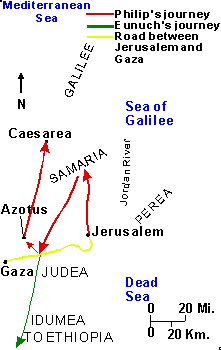 Mediterranean
Sea
Philip's journey
Eunuch's journey
Road between
Jerusalem and
Gaza
GALILEE
N
Sea of
Galilee
Caesarea
SAMARIA
Jordan River
PEREA
Azotus
Jerusalem
Gaza
JUDEA
Dead
Sea
IDUMEA
TO ETHIOPIA
0 20 Mi.
0 20 Km.